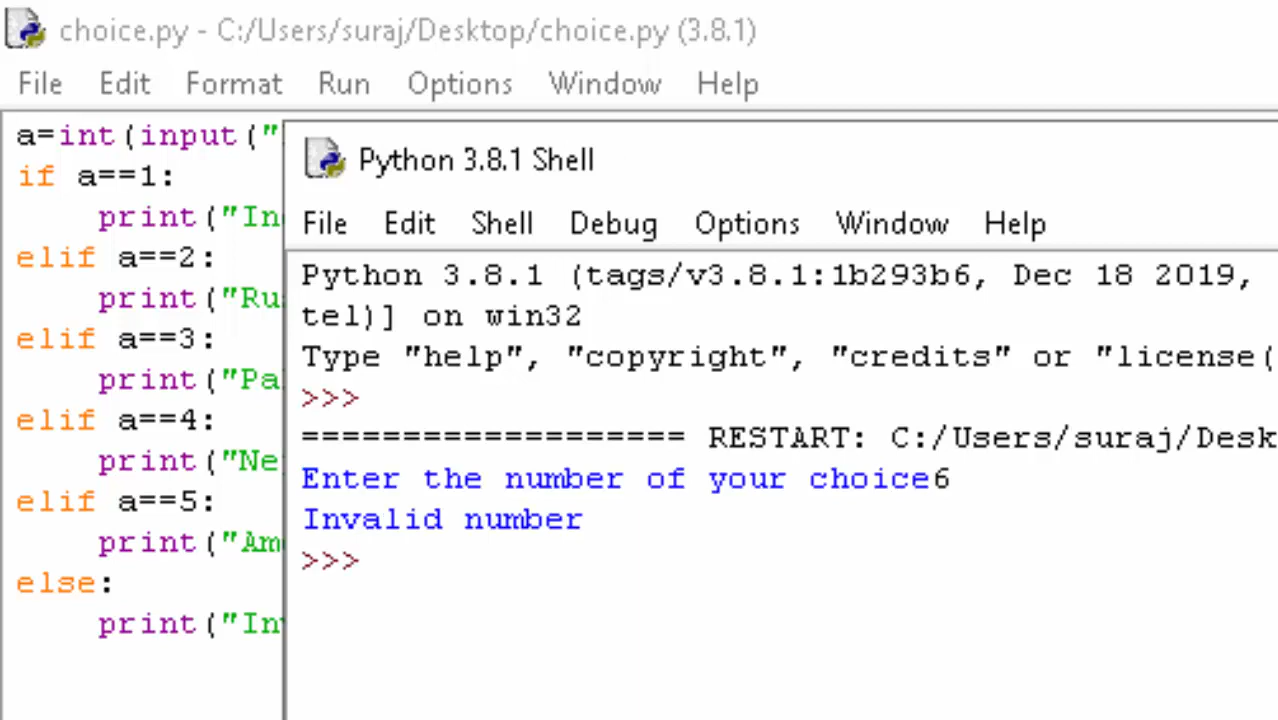 choice.py - C:/Users/suraj/Desktop/choice.py (3.8.1)
File Edit Format Run Options Window Help
a=int(input("
if a==1:
print("In
elif a==2:
print("Ru
elif a==3:
print("Pa
elif a==4:
print("Ne
elif a==5:
print("Am
else:
print("In
Python 3.8.1 Shell
File Edit Shell Debug Options Window Help
Python 3.8.1 (tags/v3.8.1:1b293b6, Dec 18 2019,
tel)] on win32
Type "help", "copyright", "credits" or "license(
>>>
=================== RESTART: C:/Users/suraj/Desk
Enter the number of your choice6
Invalid number
>>>